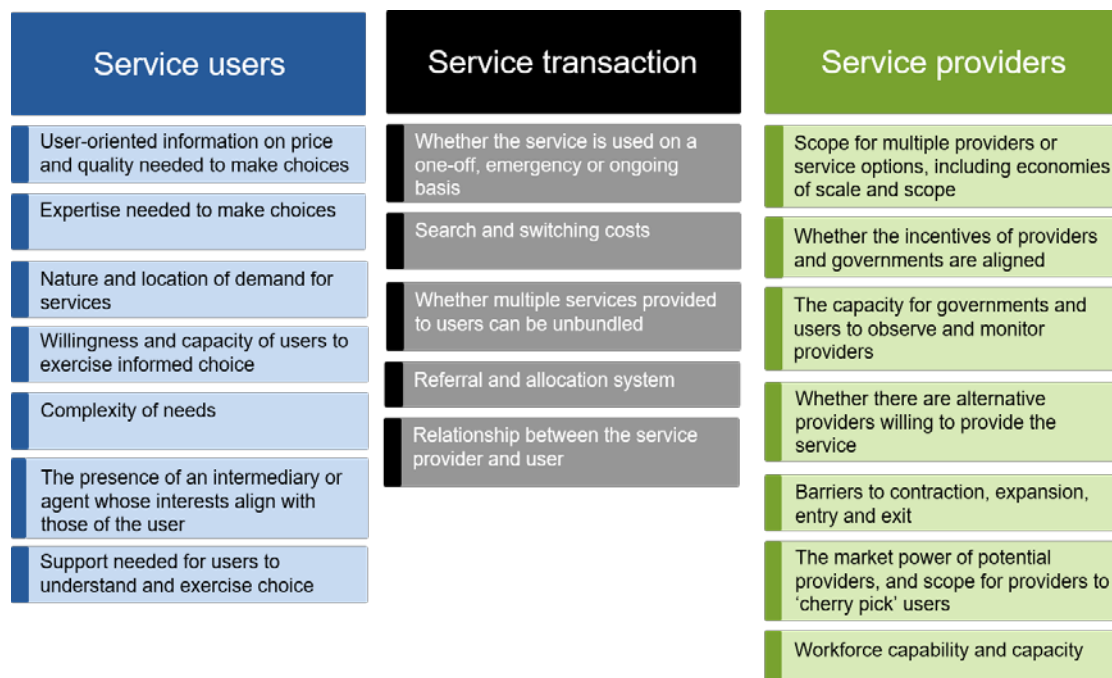 Service users
User-oriented information on price
and quality needed to make choices
Expertise needed to make choices
Nature and location of demand for
services
Willingness and capacity of users to
exercise informed choice
Complexity of needs
The presence of an intermediary or
agent whose interests align with
those of the user
Support needed for users to
understand and exercise choice
Service transaction
Whether the service is used on a
one-off, emergency or ongoing
basis
Search and switching costs
Whether multiple services provided
to users can be unbundled
Referral and allocation system
Relationship between the service
provider and user
Service providers
Scope for multiple providers or
service options, including economies
of scale and scope
Whether the incentives of providers
and governments are aligned
The capacity for governments and
users to observe and monitor
providers
Whether there are alternative
providers willing to provide the
service
Barriers to contraction, expansion,
entry and exit
The market power of potential
providers, and scope for providers to
‘cherry pick’ users
Workforce capability and capacity